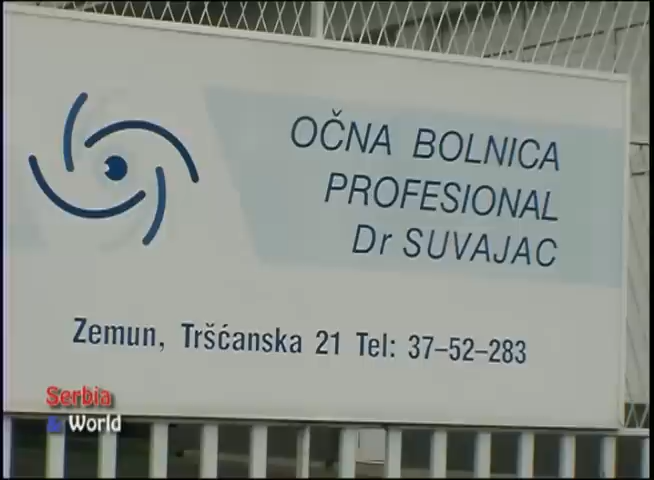 OČNA BOLNICA
PROFESIONAL
Dr SUVAJAC
Zemun, Tršćanska 21 Tel: 37–52–283
Serbia
& World